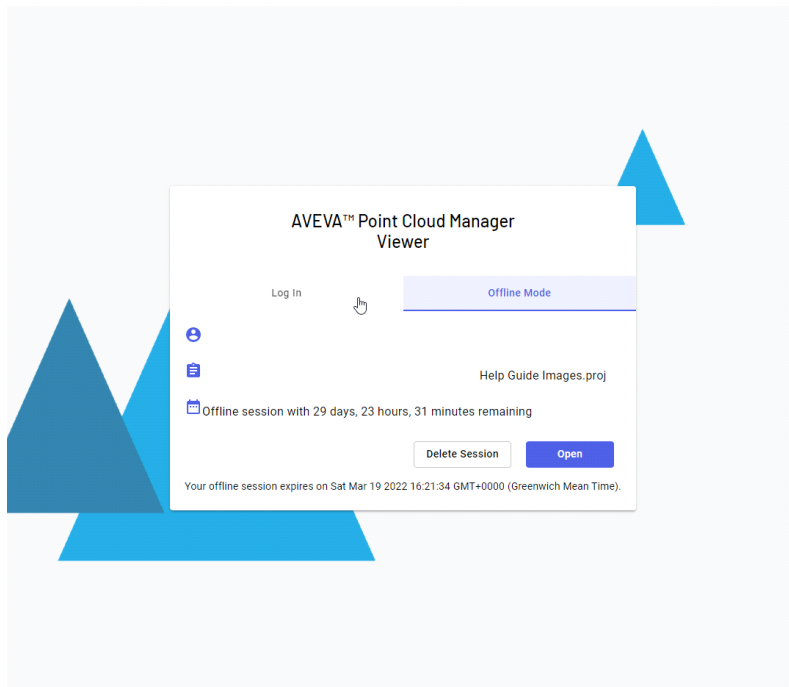 AVEVA™ Point Cloud Manager
Viewer
Log In
Offline Mode
Help Guide Images.proj
Offline session with 29 days, 23 hours, 31 minutes remaining
Delete Session
Open
Your offline session expires on Sat Mar 19 2022 16:21:34 GMT+0000 (Greenwich Mean Time).